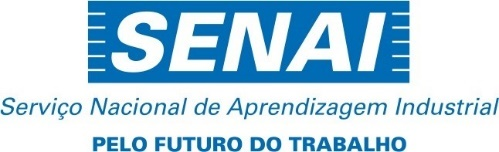 SENAI
Serviço Nacional de Aprendizagem Industrial
PELO FUTURO DO TRABALHO